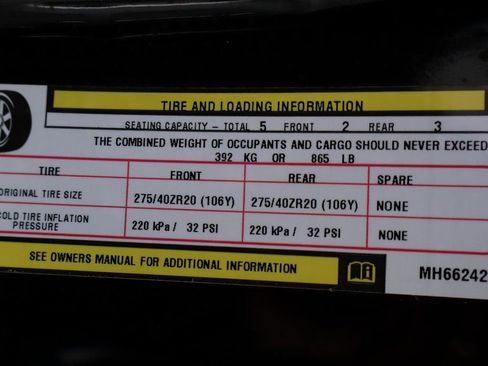 TIRE AND LOADING INFORMATION
SEATING CAPACITY – TOTAL 5 FRONT 2 REAR 3
THE COMBINED WEIGHT OF OCCUPANTS AND CARGO SHOULD NEVER EXCEED
392 KG OR 865 LB
TIRE FRONT REAR SPARE
ORIGINAL TIRE SIZE 275/40ZR20 (106Y) 275/40ZR20 (106Y) NONE
COLD TIRE INFLATION
PRESSURE 220 kPa / 32 PSI 220 kPa / 32 PSI NONE
SEE OWNERS MANUAL FOR ADDITIONAL INFORMATION
MH66242